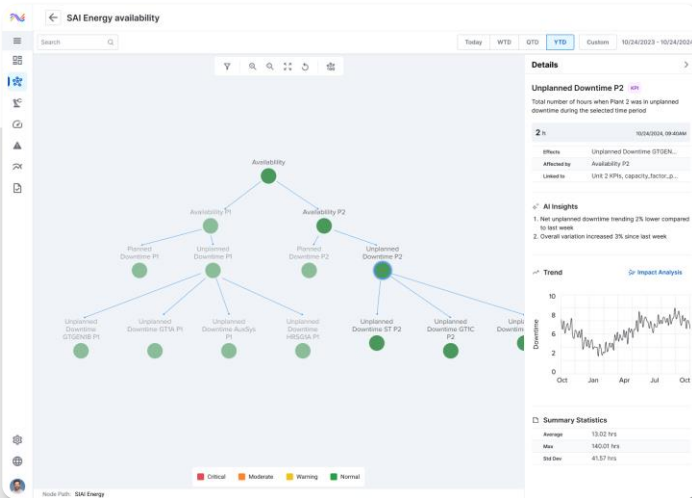 SAI Energy availability
Search
Today WTD QTD YTD Custom 10/24/2023 - 10/24/2024
Details
Unplanned Downtime P2 KPI
Total number of hours when Plant 2 was in unplanned
downtime during the selected time period
2 h 10/24/2024, 09:40AM
Effects Unplanned Downtime GTGEN...
Affected by Availability P2
Linked to Unit 2 KPIs, capacity_factor_p...
AI Insights
1. Net unplanned downtime trending 2% lower compared
to last week
2. Overall variation increased 3% since last week
Trend Impact Analysis
Downtime
10
8
6
2
0
Oct Jan Apr Jul Oct
Summary Statistics
Average 13.02 hrs
Max 140.01 hrs
Std Dev 41.57 hrs
Availability
Availability P1 Availability P2
Planned
Downtime P1
Unplanned
Downtime P1
Planned
Downtime P2
Unplanned
Downtime P2
Unplanned
Downtime
GTGEN1B P1
Unplanned
Downtime GT1A P1
Unplanned
Downtime AuxSys
P1
Unplanned
Downtime
HRSG1A P1
Unplanned
Downtime ST P2
Unplanned
Downtime GT1C
P2
Unpl
Downtim
Critical Moderate Warning Normal
Node Path: SIAI Energy